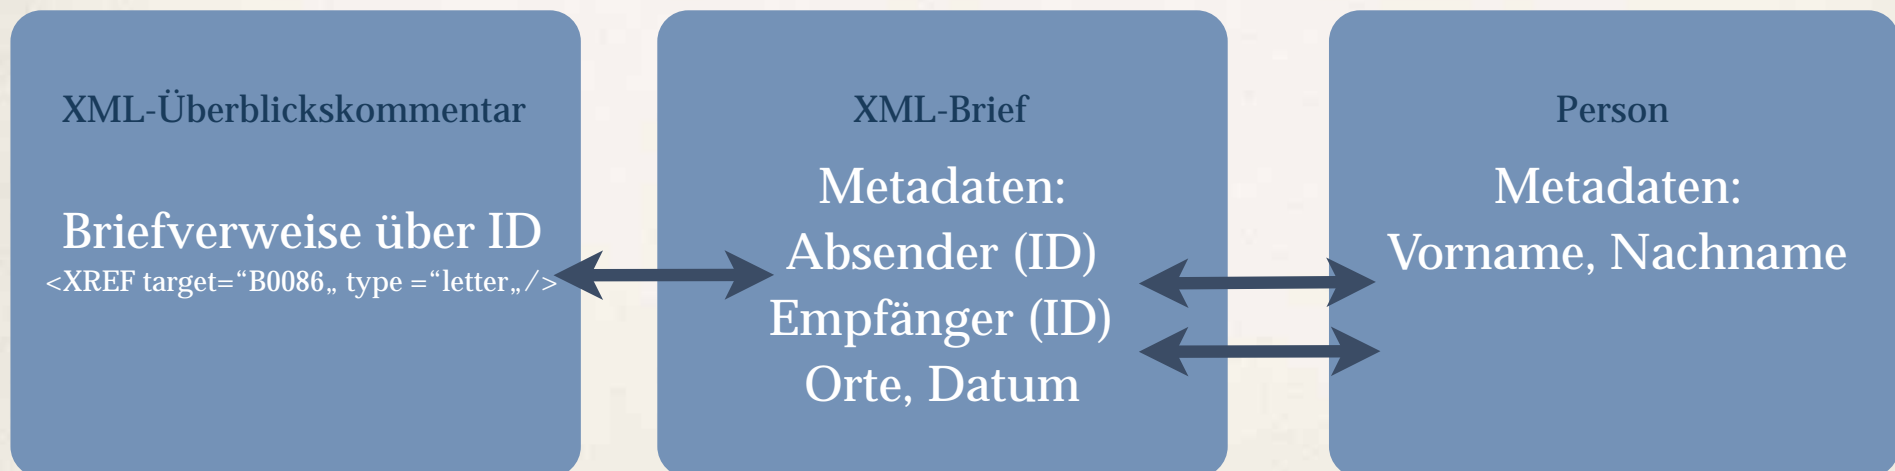 XML-Überblickskommentar
Briefverweise über ID
<XREF target=“B0086„ type =“letter„/>
XML-Brief
Metadaten:
Absender (ID)
Empfänger (ID)
Orte, Datum
Person
Metadaten:
Vorname, Nachname